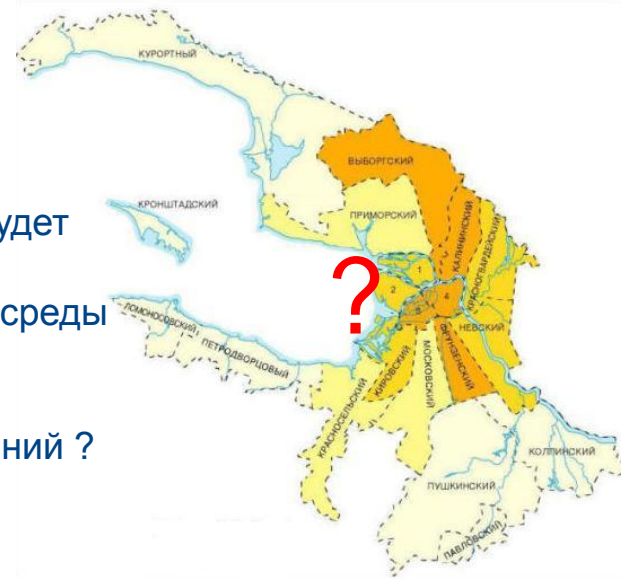 КУРОРТНЫЙ
ВЫБОРГСКИЙ
КРОНШТАДСКИЙ
ПРИМОРСКИЙ
КАЛИНИНСКИЙ
КРАСНОГВАРДЕЙСКИЙ
удет
?
1
2
4
среды
ЛОМОНОСОВСКИЙ
ПЕТРОДВОРЦОВЫЙ
НЕВСКИЙ
ФРУНЗЕНСКИЙ
МОСКОВСКИЙ
КИРОВСКИЙ
КРАСНОСЕЛЬСКИЙ
ний ?
КОЛПИНСКИЙ
ПУШКИНСКИЙ
ПАВЛОВСКИЙ